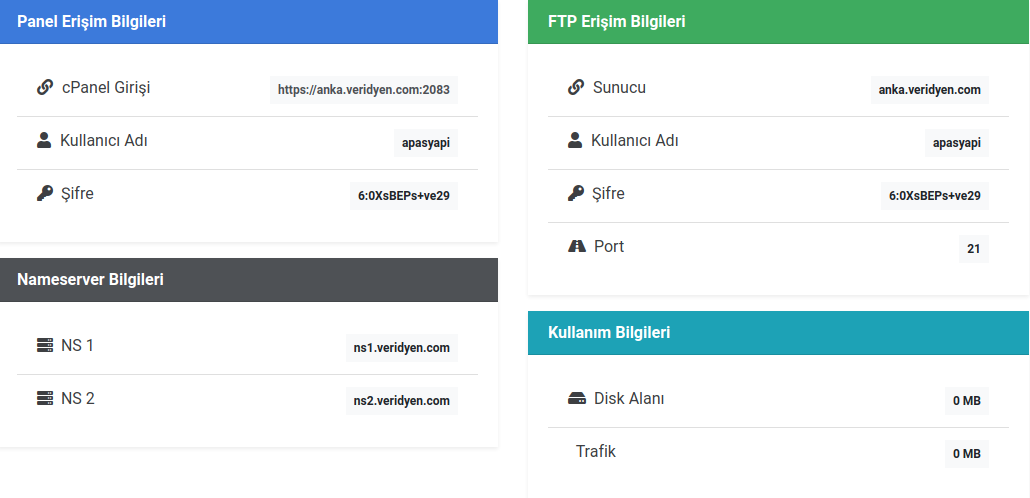 Panel Erişim Bilgileri
cPanel Girişi https://anka.veridyen.com:2083
Kullanıcı Adı apasyapi
Şifre 6:0XsBEPs+ve29
Nameserver Bilgileri
NS 1 ns1.veridyen.com
NS 2 ns2.veridyen.com
FTP Erişim Bilgileri
Sunucu anka.veridyen.com
Kullanıcı Adı apasyapi
Şifre 6:0XsBEPs+ve29
Port 21
Kullanım Bilgileri
Disk Alanı 0 MB
Trafik 0 MB